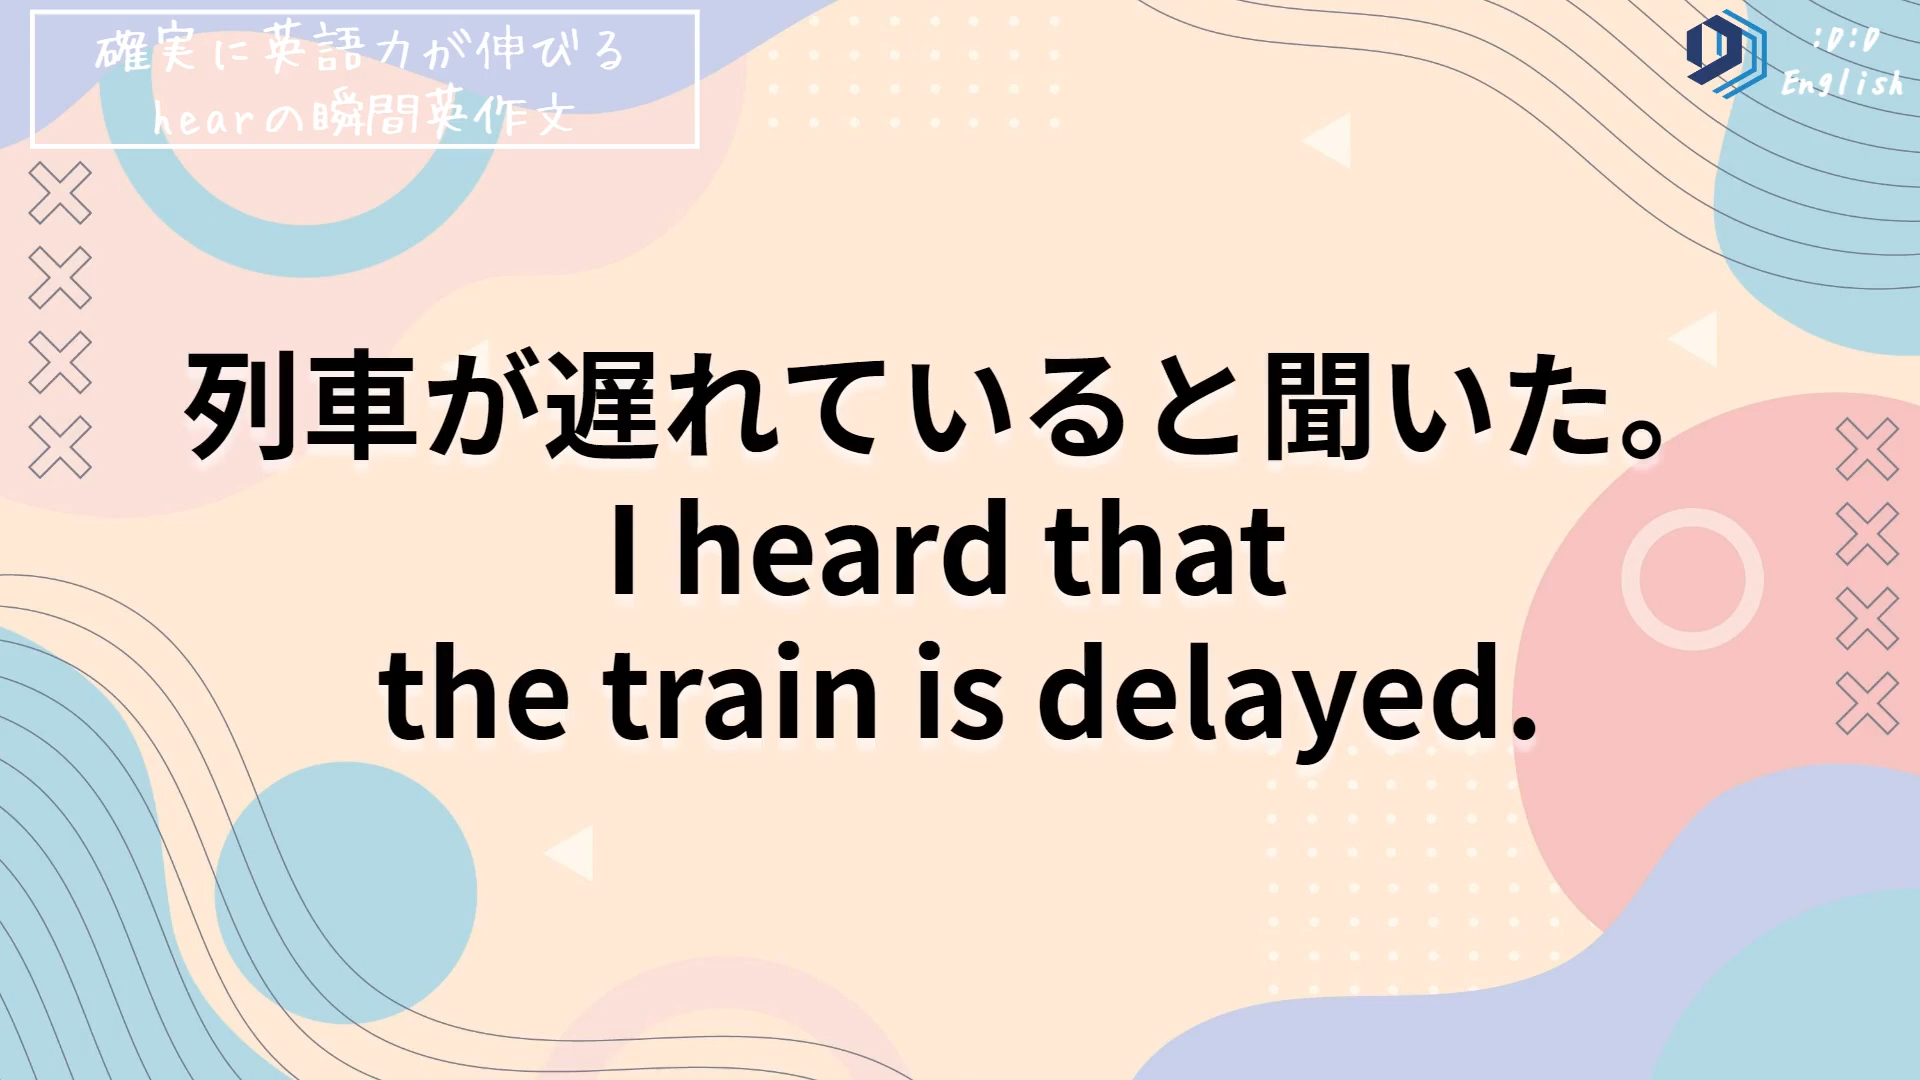 確実に英語力が伸びる
hearの瞬間英作文
:D:D
English
列車が遅れていると聞いた。
I heard that
the train is delayed.